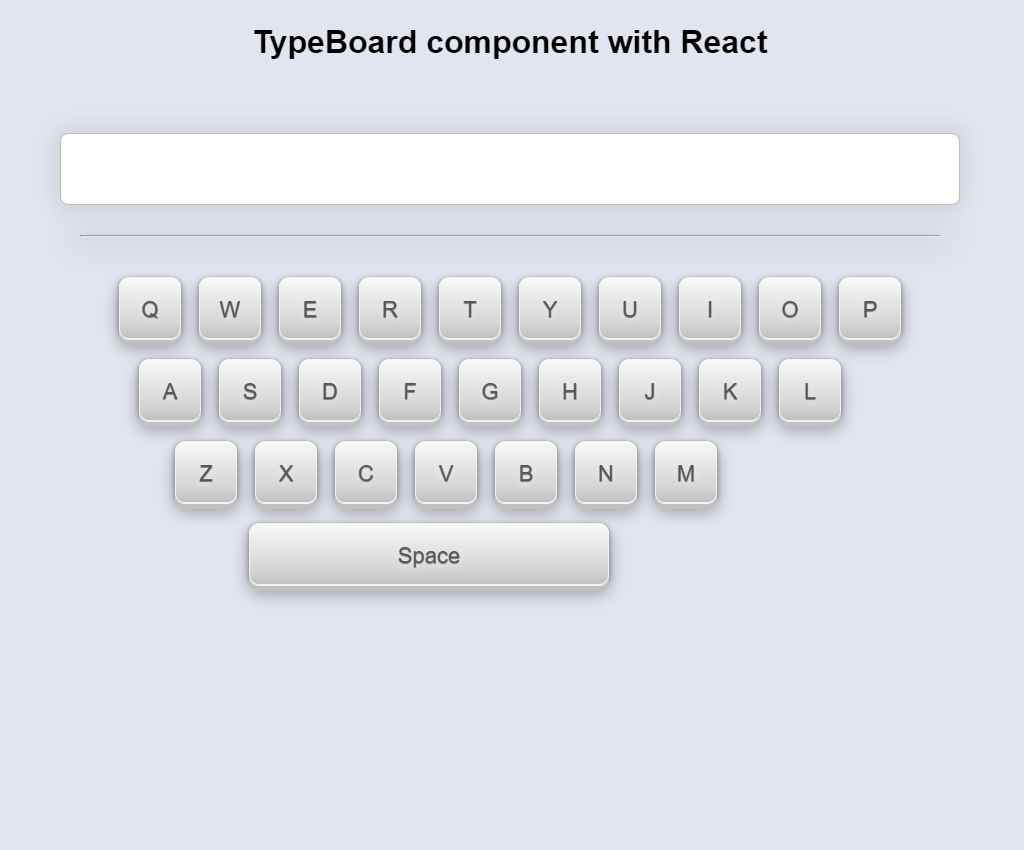 TypeBoard component with React
Q W E R T Y U I O P
A S D F G H J K L
Z X C V B N M
Space